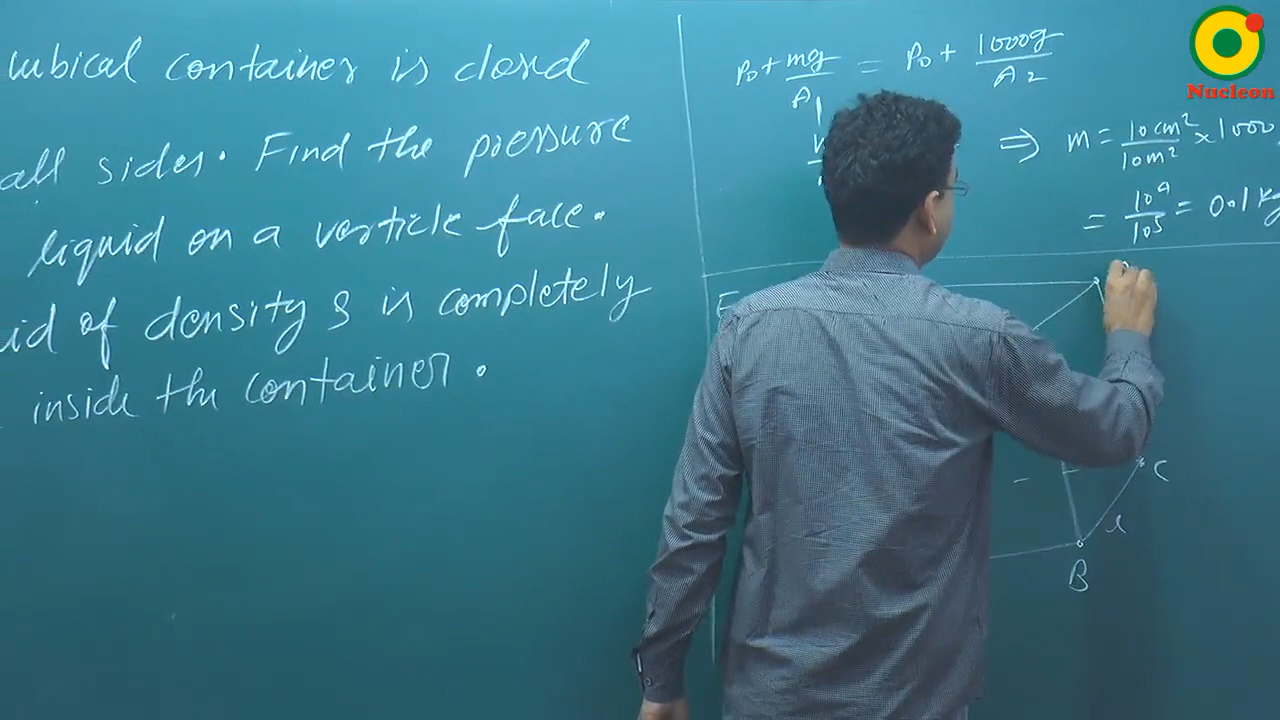 cubical container is closed
all sides. Find the pressure
liquid on a verticle face.
id of density ρ is completely
inside the container.
P₀ + mg/A₁ = P₀ + 1000g/A₂
⇒ m = 10cm²/10m² × 1000
= 10⁴/10⁵ = 0.1 kg
E
C
l
B
Nucleon